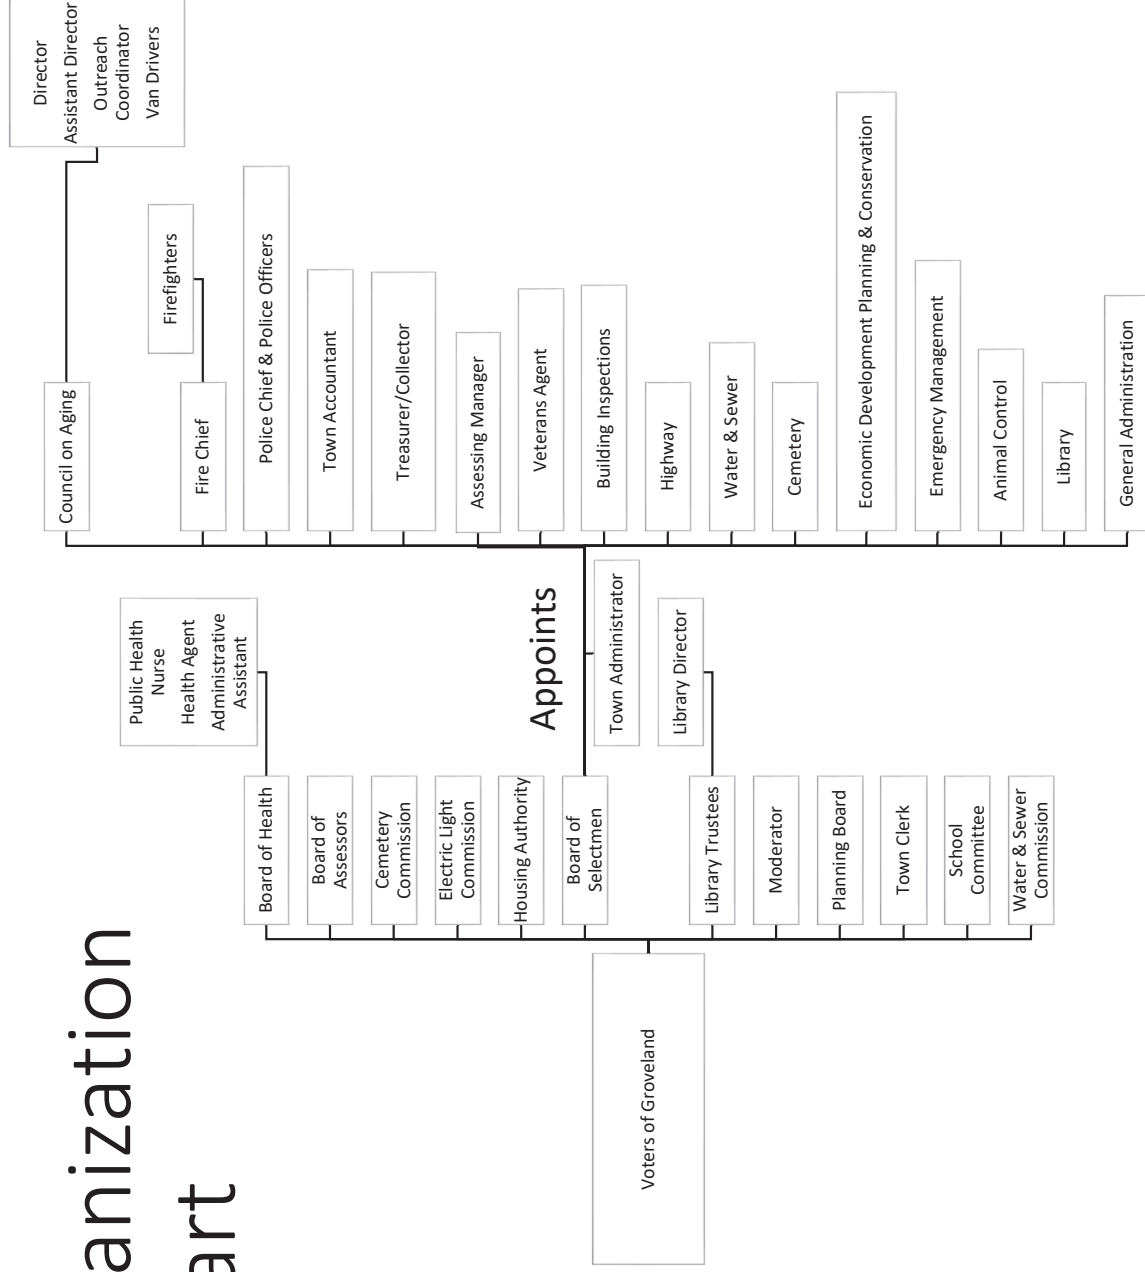 anization
art
Voters of Groveland
Board of Health
Public Health
Nurse
Health Agent
Administrative
Assistant
Board of
Assessors
Cemetery
Commission
Electric Light
Commission
Housing Authority
Board of
Selectmen
Appoints
Town Administrator
Council on Aging
Director
Assistant Director
Outreach
Coordinator
Van Drivers
Fire Chief
Firefighters
Police Chief & Police Officers
Town Accountant
Treasurer/Collector
Assessing Manager
Veterans Agent
Building Inspections
Highway
Water & Sewer
Cemetery
Economic Development Planning & Conservation
Emergency Management
Animal Control
Library
General Administration
Library Trustees
Library Director
Moderator
Planning Board
Town Clerk
School
Committee
Water & Sewer
Commission